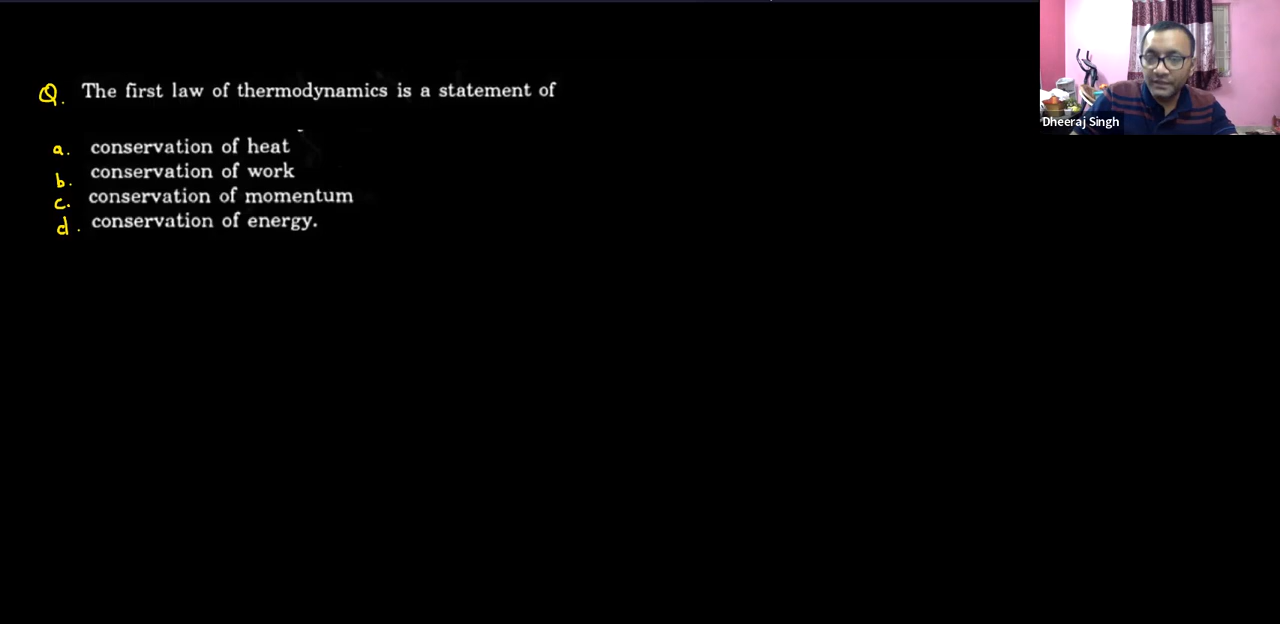 Q. The first law of thermodynamics is a statement of
a. conservation of heat
b. conservation of work
c. conservation of momentum
d. conservation of energy.
Dheeraj Singh